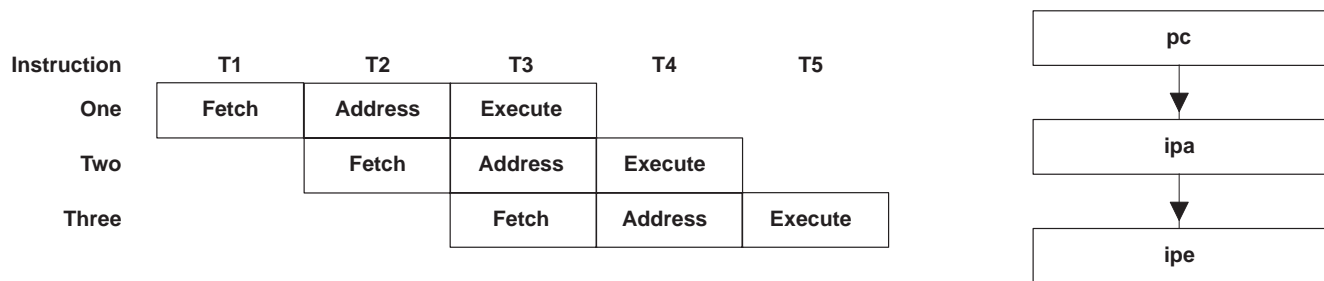 Instruction T1 T2 T3 T4 T5
One Fetch Address Execute
Two Fetch Address Execute
Three Fetch Address Execute
pc
ipa
ipe